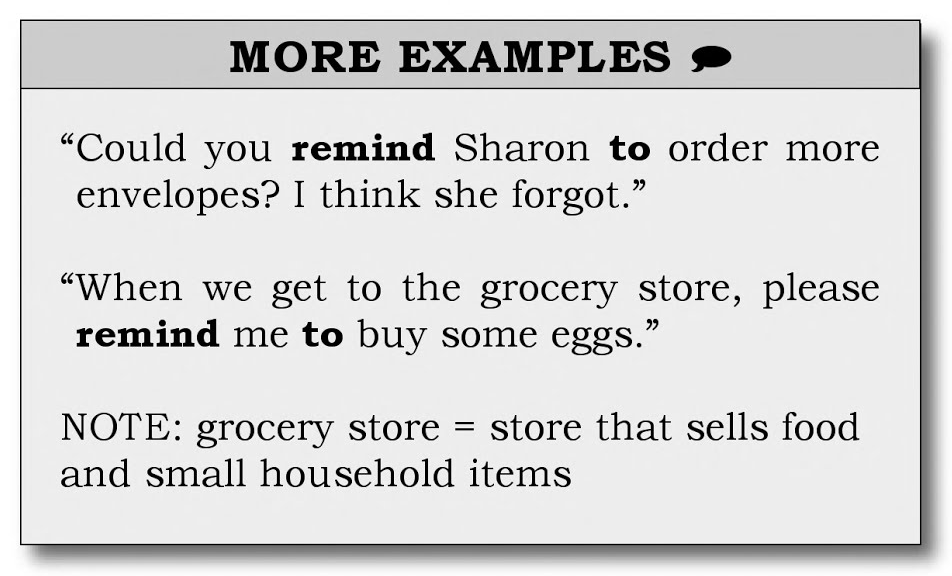 MORE EXAMPLES
“Could you remind Sharon to order more
envelopes? I think she forgot.”
“When we get to the grocery store, please
remind me to buy some eggs.”
NOTE: grocery store = store that sells food
and small household items